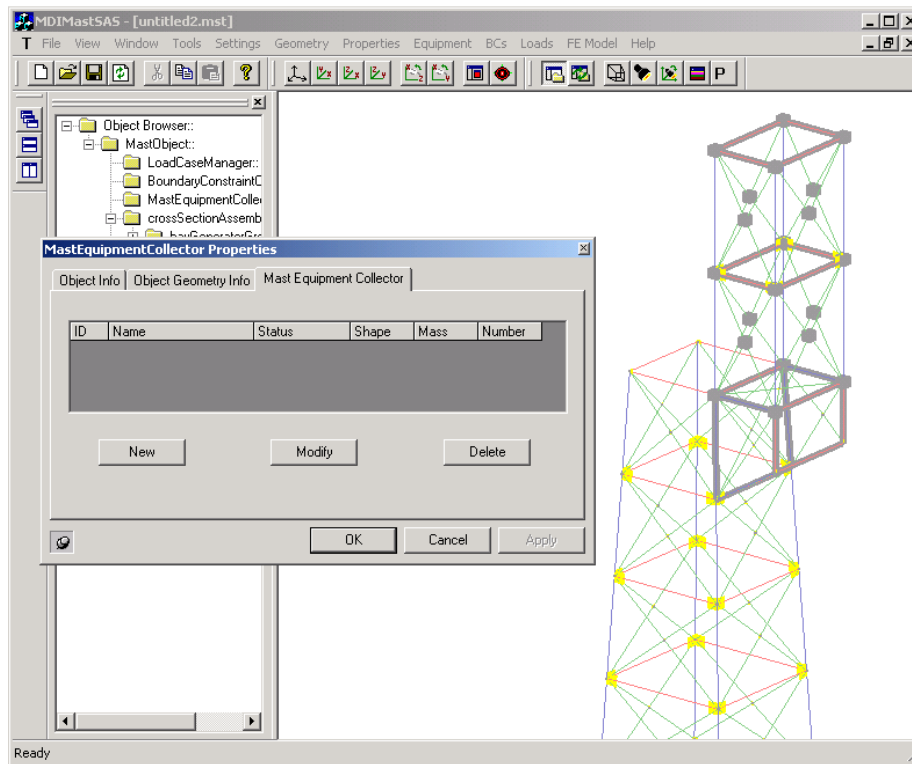 MDIMastSAS - [untitled2.mst]
T File View Window Tools Settings Geometry Properties Equipment BCs Loads FE Model Help
P
Object Browser::
MastObject::
LoadCaseManager::
BoundaryConstraintC
MastEquipmentCollec
crossSectionAssemb
MastEquipmentCollector Properties
Object Info Object Geometry Info Mast Equipment Collector
ID Name Status Shape Mass Number
New Modify Delete
OK Cancel Apply
Ready